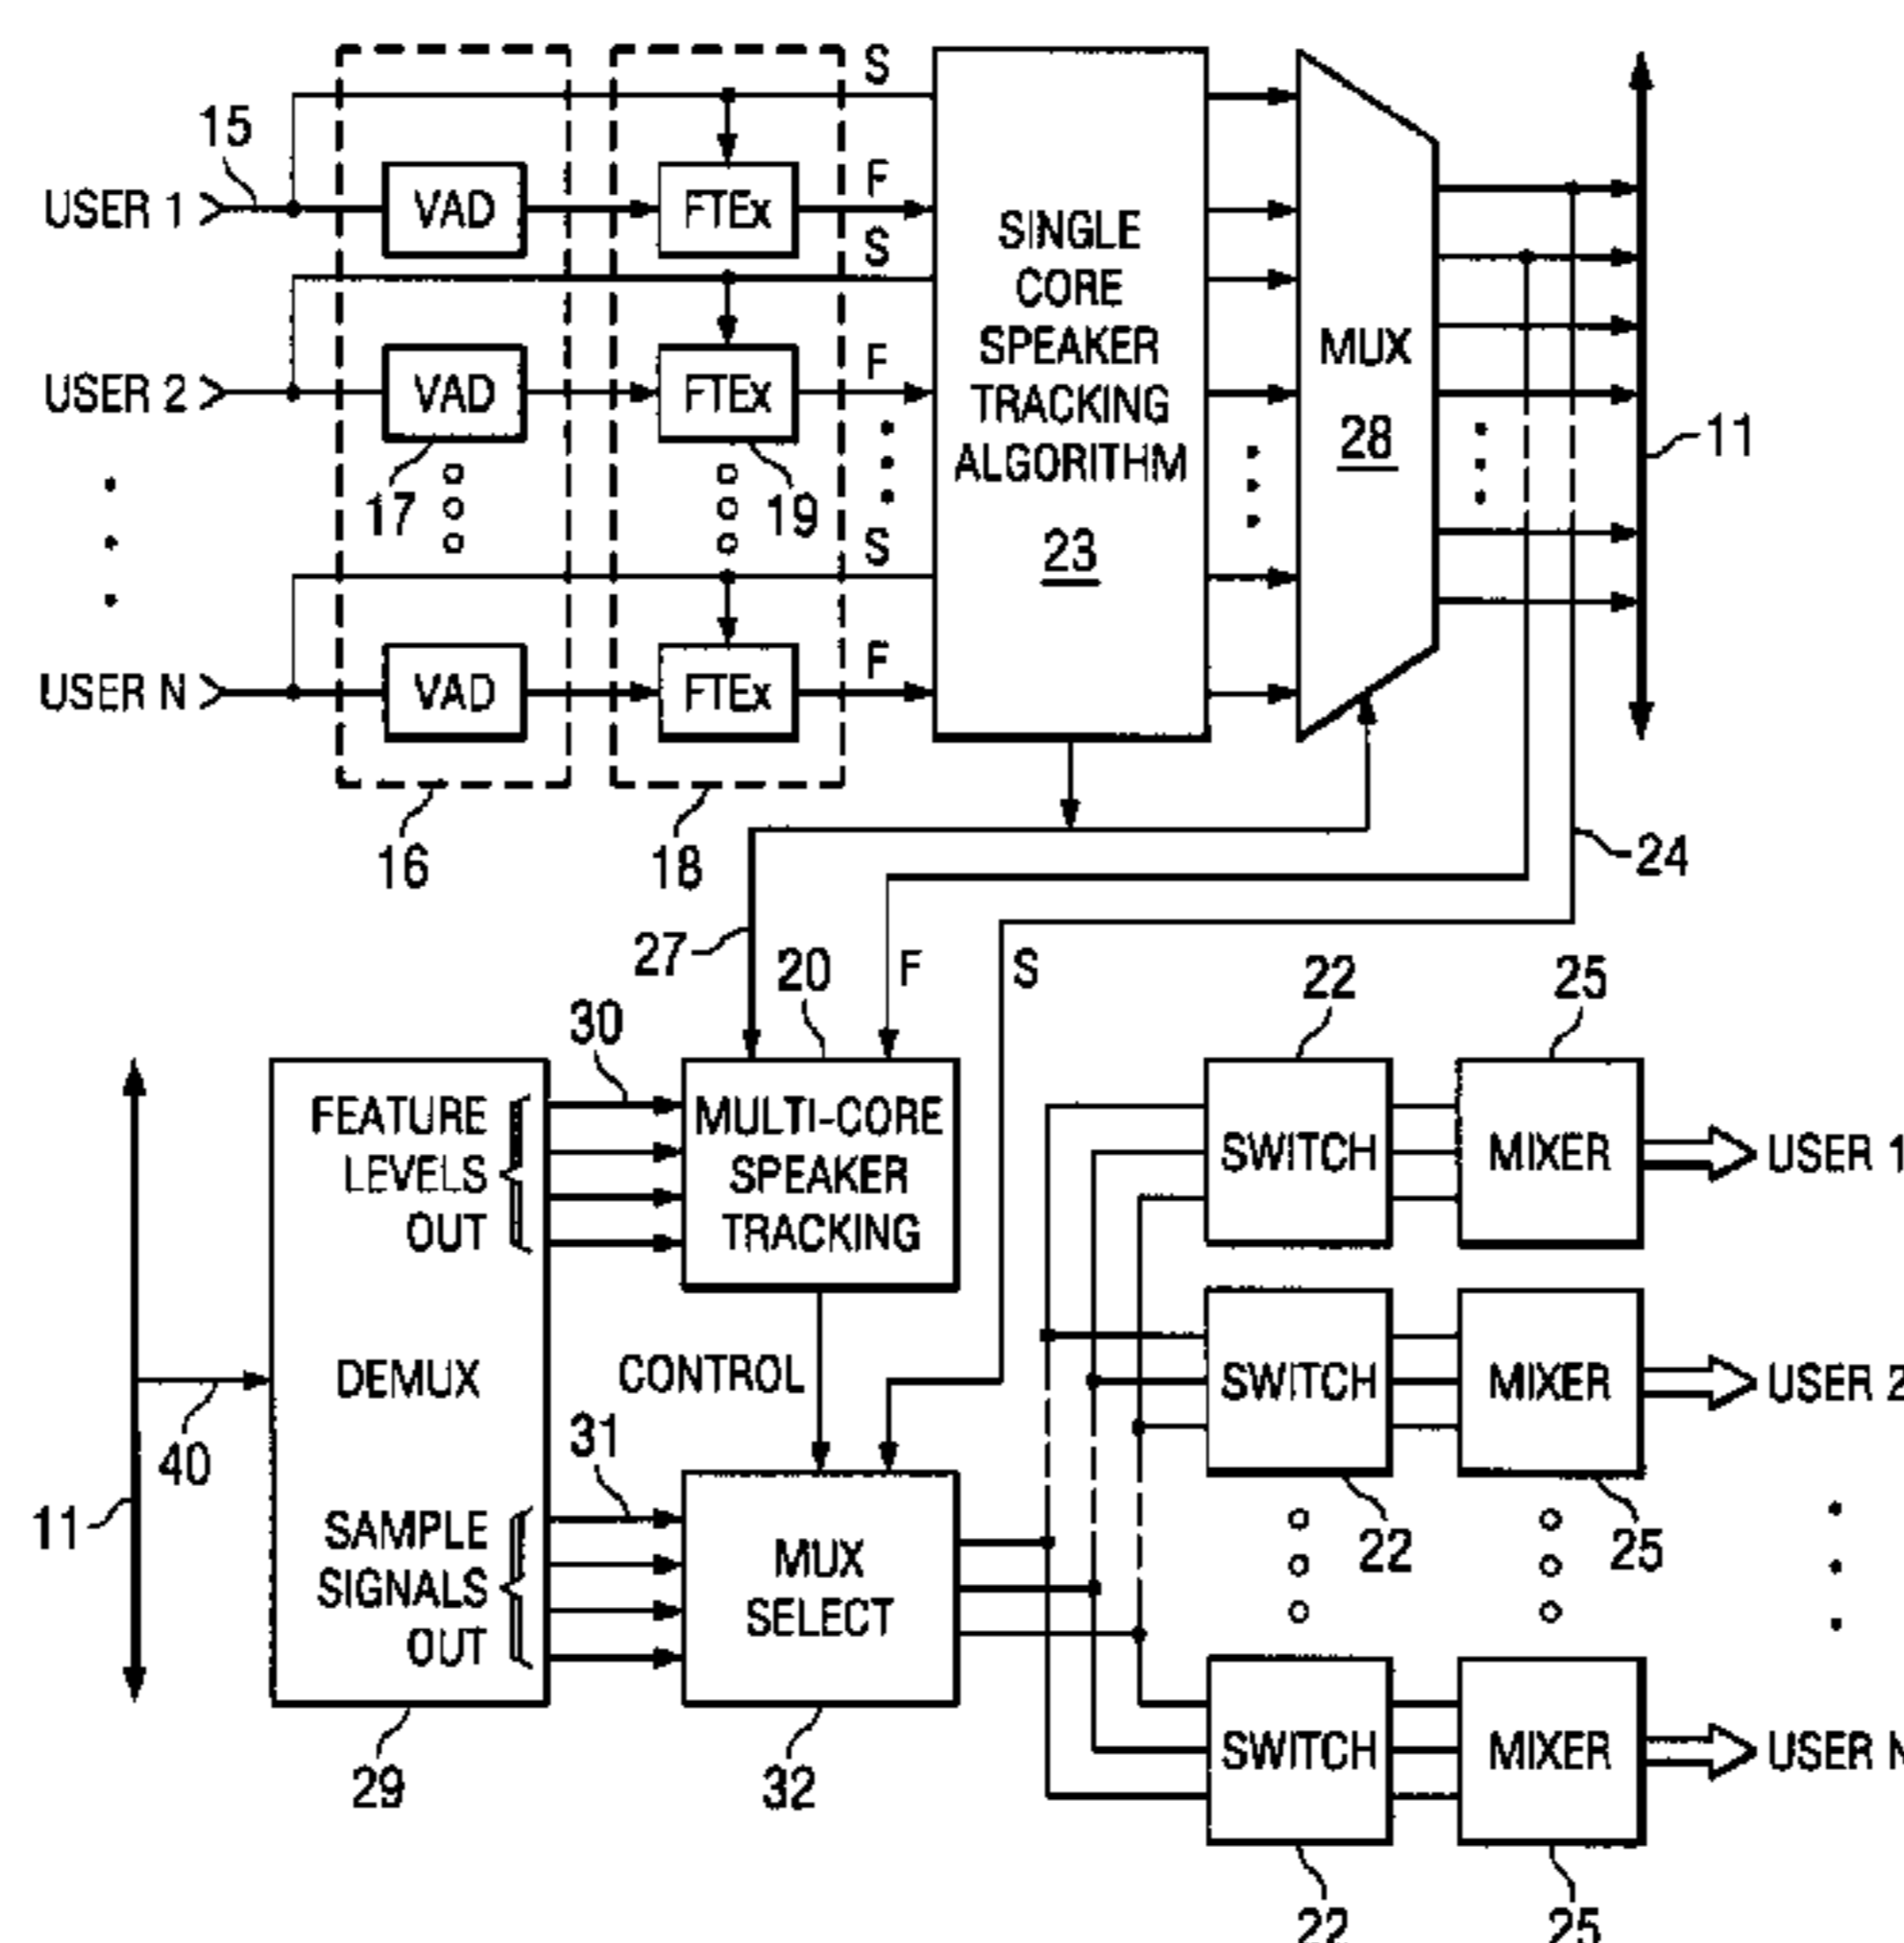 S
15
F
USER 1
VAD
FTEx
S
SINGLE
CORE
SPEAKER
TRACKING
ALGORITHM
23
MUX
28
F
USER 2
VAD
FTEx
11
17
19
S
F
USER N
VAD
FTEx
16
18
24
27
20
F
S
22
25
30
FEATURE
LEVELS
OUT
MULTI-CORE
SPEAKER
TRACKING
SWITCH
MIXER
USER 1
DEMUX
CONTROL
SWITCH
MIXER
USER 2
40
31
11
SAMPLE
SIGNALS
OUT
MUX
SELECT
22
25
SWITCH
MIXER
USER N
29
32
22
25